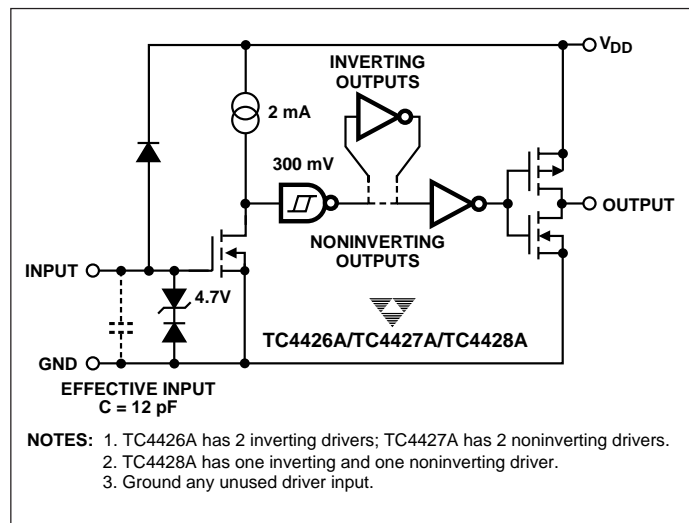 VDD
INVERTING
OUTPUTS
2 mA
300 mV
OUTPUT
NONINVERTING
OUTPUTS
INPUT
4.7V
TC4426A/TC4427A/TC4428A
GND
EFFECTIVE INPUT
C = 12 pF
NOTES: 1. TC4426A has 2 inverting drivers; TC4427A has 2 noninverting drivers.
2. TC4428A has one inverting and one noninverting driver.
3. Ground any unused driver input.